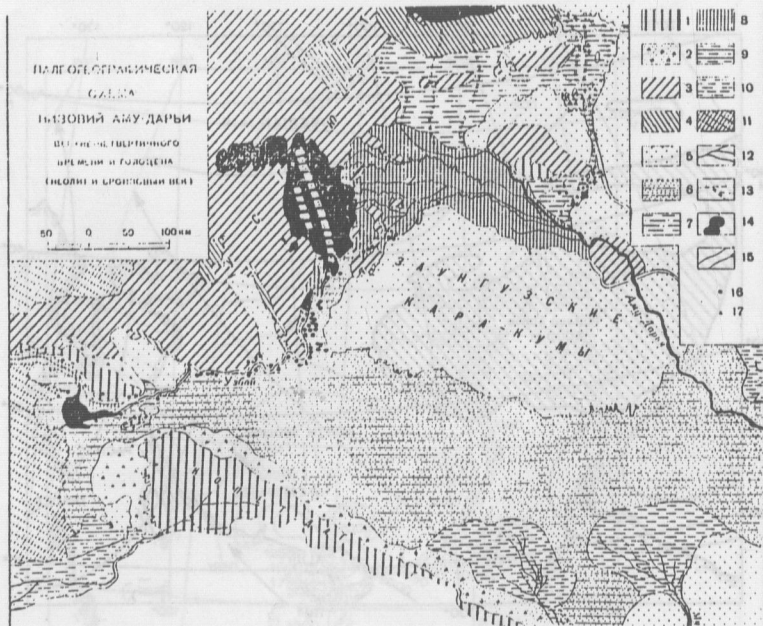 ПАЛЕОГЕОГРАФИЧЕСКАЯ
СХЕМА
НИЗОВИЙ АМУ-ДАРЬИ
ВЕРХНЕЧЕТВЕРТИЧНОГО
ВРЕМЕНИ И ГОЛОЦЕНА
(НЕОЛИТ И БРОНЗОВЫЙ ВЕК)
50 0 50 100 км
ЗАУНГУЗСКИЕ
КАРА-КУМЫ
Аму-Дарья
Узбой
КОПЕТДАГ
1 8
2 9
3 10
4 11
5 12
6 13
7 14
15
16
17